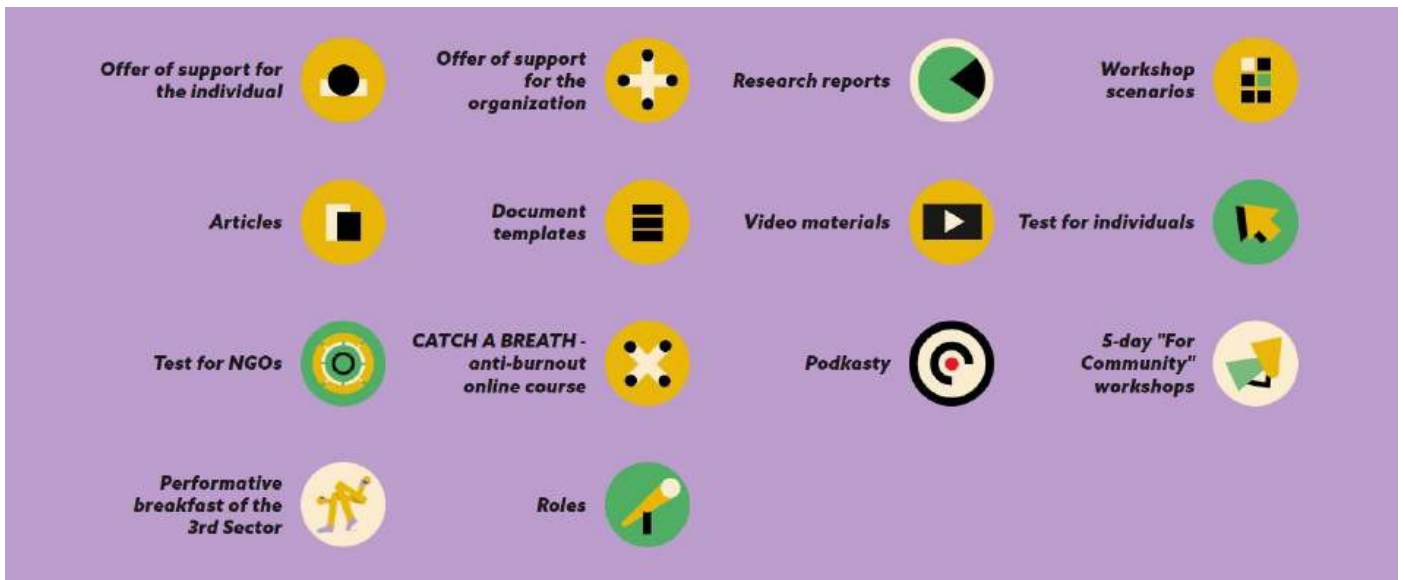 Offer of support for
the individual
Offer of support
for the
organization
Research reports
Workshop
scenarios
Articles
Document
templates
Video materials
Test for individuals
Test for NGOs
CATCH A BREATH -
anti-burnout
online course
Podkasty
5-day "For
Community"
workshops
Performative
breakfast of the
3rd Sector
Roles